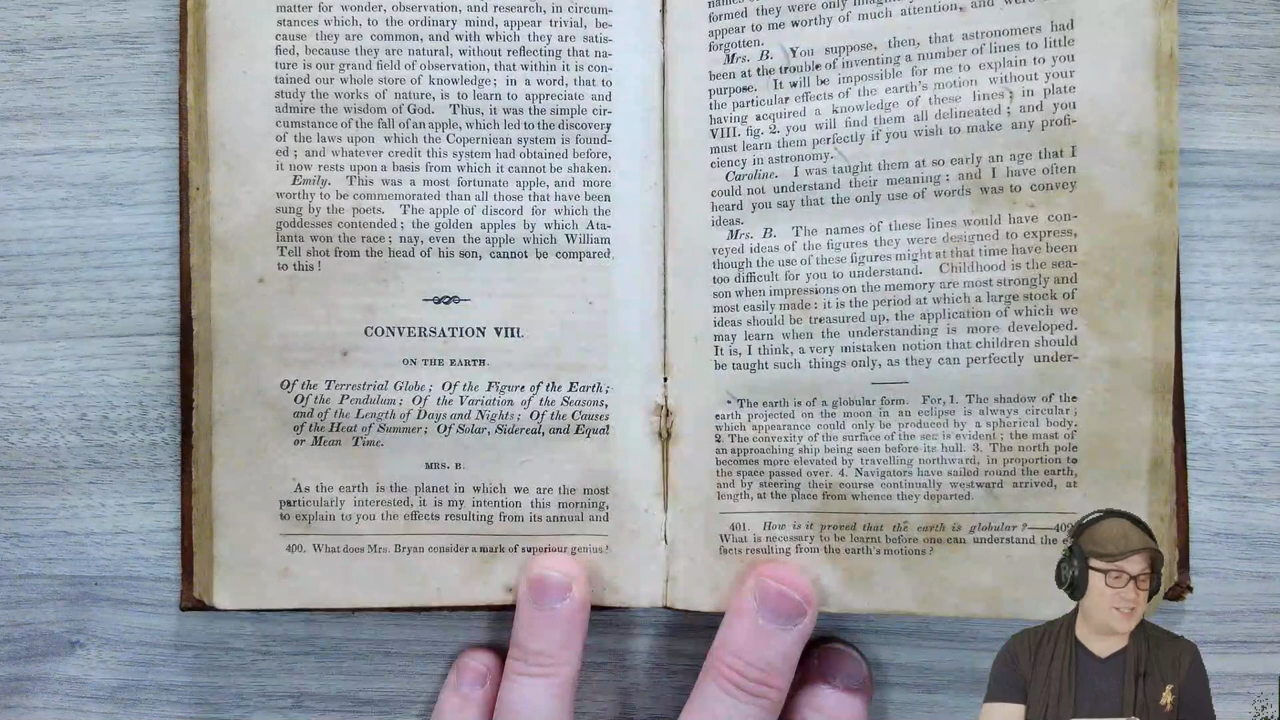 matter for wonder, observation, and research, in circum-
stances which, to the ordinary mind, appear trivial, be-
cause they are common, and with which they are satis-
fied, because they are natural, without reflecting that na-
ture is our grand field of observation, that within it is con-
tained our whole store of knowledge; in a word, that to
study the works of nature, is to learn to appreciate and
admire the wisdom of God. Thus, it was the simple cir-
cumstance of the fall of an apple, which led to the discovery
of the laws upon which the Copernican system is found-
ed; and whatever credit this system had obtained before,
it now rests upon a basis from which it cannot be shaken.
Emily. This was a most fortunate apple, and more
worthy to be commemorated than all those that have been
sung by the poets. The apple of discord for which the
goddesses contended; the golden apples by which Ata-
lanta won the race; nay, even the apple which William
Tell shot from the head of his son, cannot be compared
to this!
CONVERSATION VIII.
ON THE EARTH.
Of the Terrestrial Globe; Of the Figure of the Earth;
Of the Pendulum; Of the Variation of the Seasons,
and of the Length of Days and Nights; Of the Causes
of the Heat of Summer; Of Solar, Sidereal, and Equal
or Mean Time.
MRS. B.
As the earth is the planet in which we are the most
particularly interested, it is my intention this morning,
to explain to you the effects resulting from its annual and
400. What does Mrs. Bryan consider a mark of superiour genius?
formed they were only
appear to me worthy of much attention, and were
forgotten.
Mrs. B. You suppose, then, that astronomers had
been at the trouble of inventing a number of lines to little
purpose. It will be impossible for me to explain to you
the particular effects of the earth's motion without your
having acquired a knowledge of these lines; in plate
VIII. fig. 2. you will find them all delineated; and you
must learn them perfectly if you wish to make any profi-
ciency in astronomy.
Caroline. I was taught them at so early an age that I
could not understand their meaning; and I have often
heard you say that the only use of words was to convey
ideas.
Mrs. B. The names of these lines would have con-
veyed ideas of the figures they were designed to express,
though the use of these figures might at that time have been
too difficult for you to understand. Childhood is the sea-
son when impressions on the memory are most strongly and
most easily made: it is the period at which a large stock of
ideas should be treasured up, the application of which we
may learn when the understanding is more developed.
It is, I think, a very mistaken notion that children should
be taught such things only, as they can perfectly under-
* The earth is of a globular form. For, 1. The shadow of the
earth projected on the moon in an eclipse is always circular;
which appearance could only be produced by a spherical body.
2. The convexity of the surface of the sea is evident; the mast of
an approaching ship being seen before its hull. 3. The north pole
becomes more elevated by travelling northward, in proportion to
the space passed over. 4. Navigators have sailed round the earth,
and by steering their course continually westward arrived, at
length, at the place from whence they departed.
401. How is it proved that the earth is globular?——402
What is necessary to be learnt before one can understand the
facts resulting from the earth's motions?